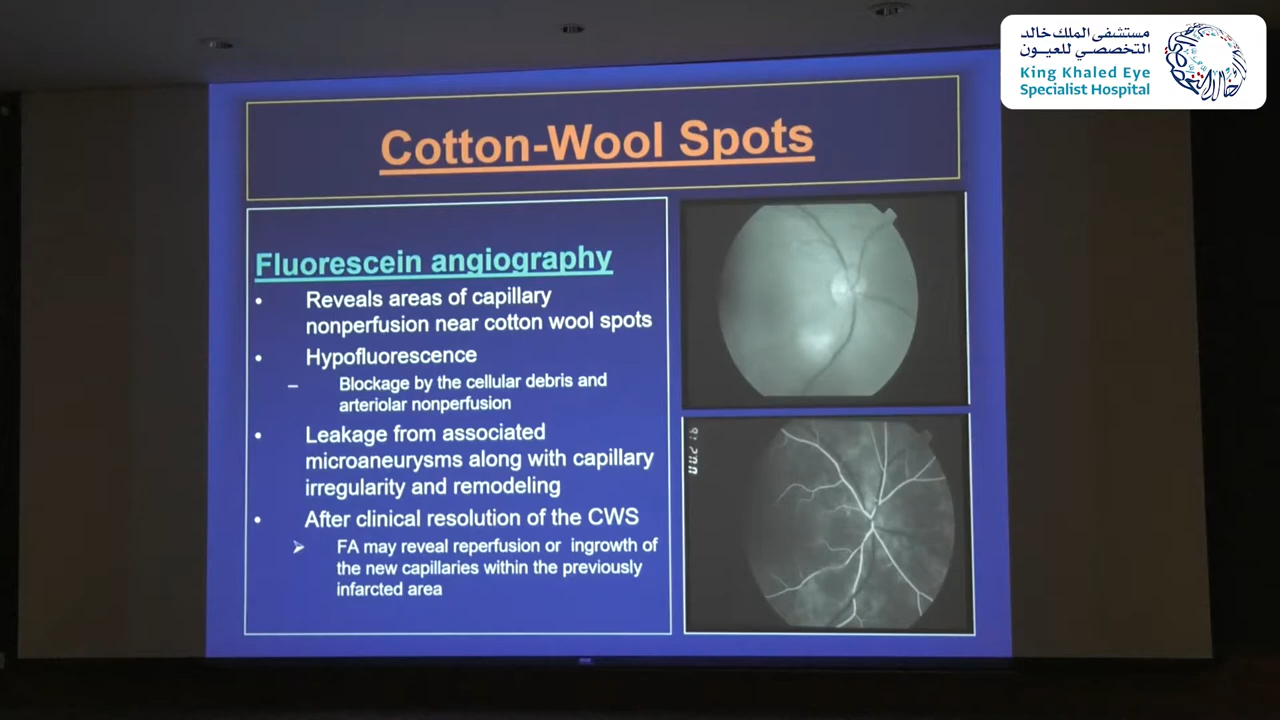 مستشفى الملك خالد
التخصصي للعيون
King Khaled Eye
Specialist Hospital
Cotton-Wool Spots
Fluorescein angiography
• Reveals areas of capillary
nonperfusion near cotton wool spots
• Hypofluorescence
– Blockage by the cellular debris and
arteriolar nonperfusion
• Leakage from associated
microaneurysms along with capillary
irregularity and remodeling
• After clinical resolution of the CWS
➢ FA may reveal reperfusion or ingrowth of
the new capillaries within the previously
infarcted area